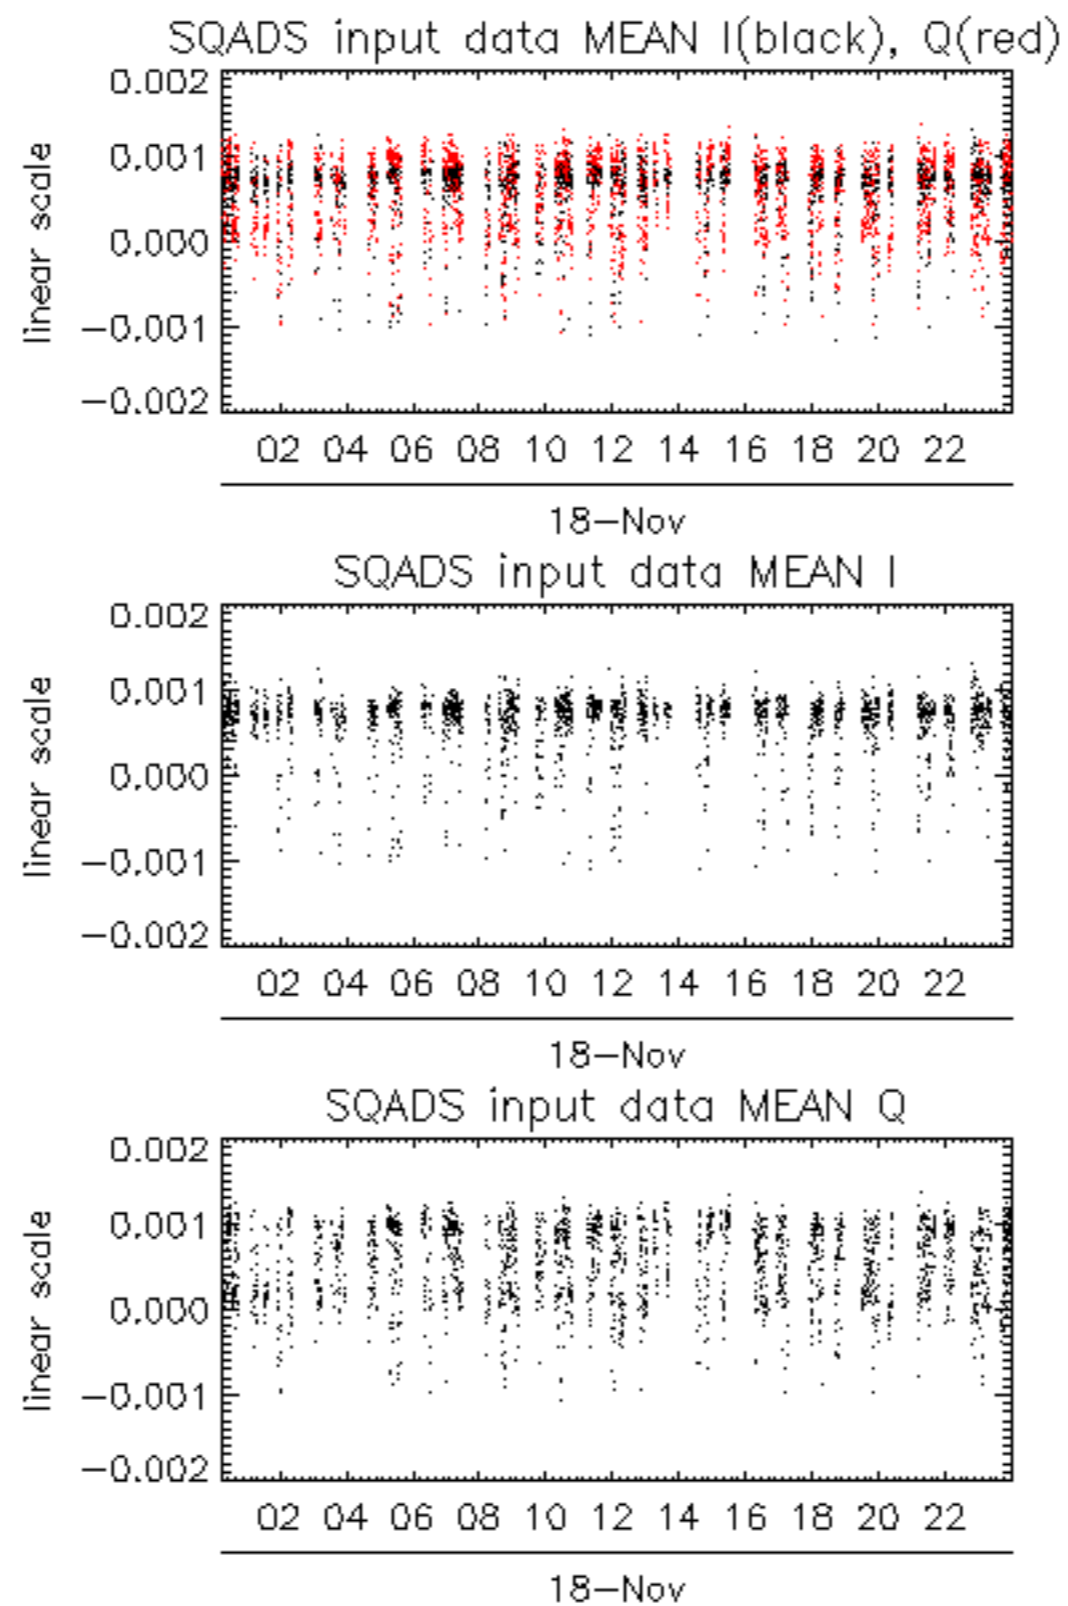 SQADS input data MEAN I(black), Q(red)
0.002
0.001
0.000
−0.001
−0.002
linear scale
02 04 06 08 10 12 14 16 18 20 22
18−Nov
SQADS input data MEAN I
0.002
0.001
0.000
−0.001
−0.002
linear scale
02 04 06 08 10 12 14 16 18 20 22
18−Nov
SQADS input data MEAN Q
0.002
0.001
0.000
−0.001
−0.002
linear scale
02 04 06 08 10 12 14 16 18 20 22
18−Nov